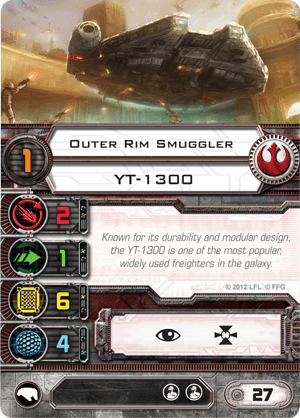 Outer Rim Smuggler
1
YT-1300
2
1
Known for its durability and modular design,
the YT-1300 is one of the most popular,
widely used freighters in the galaxy.
© 2012 LFL © FFG
6
4
27